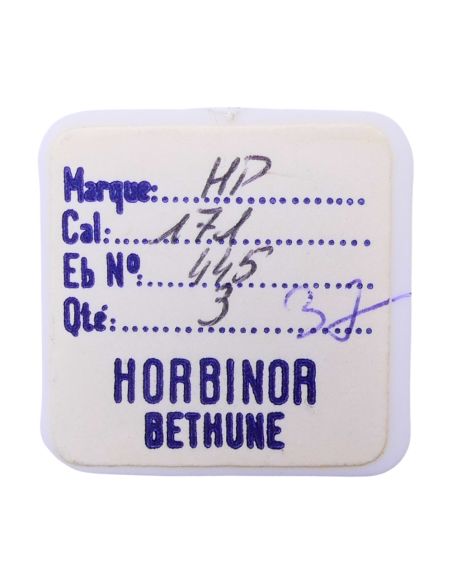 Marque: HP
Cal: 171
Eb Nº: 445
Qté: 3
HORBINOR
BETHUNE